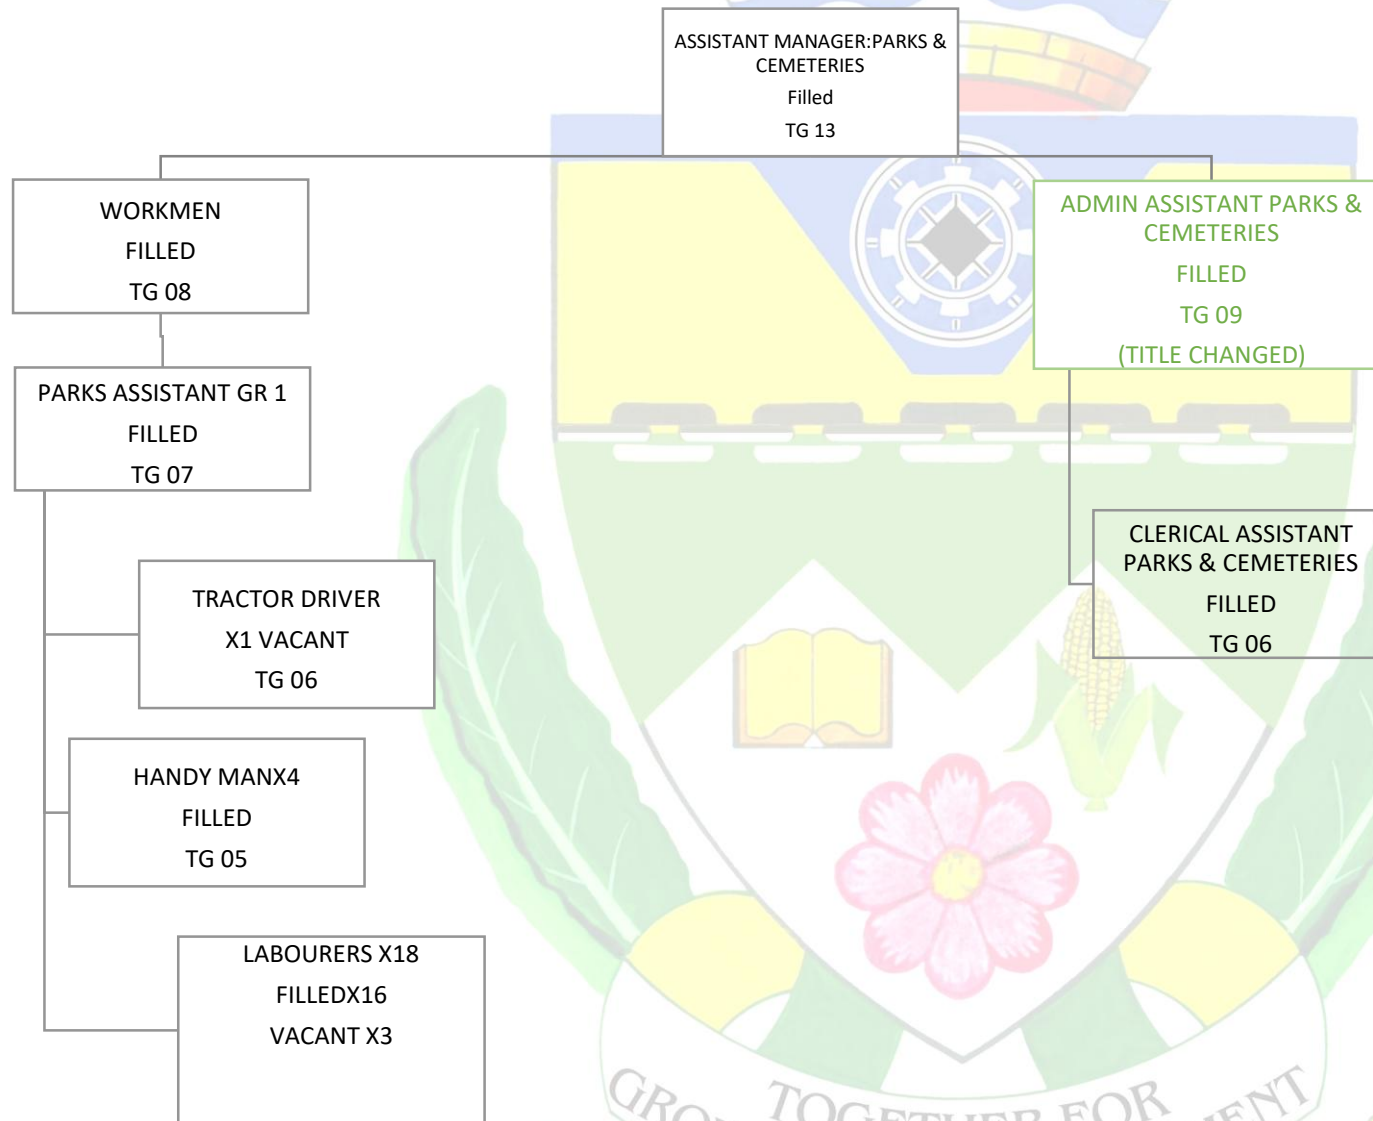 ASSISTANT MANAGER:PARKS &
CEMETERIES
Filled
TG 13
WORKMEN
FILLED
TG 08
ADMIN ASSISTANT PARKS &
CEMETERIES
FILLED
TG 09
(TITLE CHANGED)
PARKS ASSISTANT GR 1
FILLED
TG 07
CLERICAL ASSISTANT
PARKS & CEMETERIES
FILLED
TG 06
TRACTOR DRIVER
X1 VACANT
TG 06
HANDY MANX4
FILLED
TG 05
LABOURERS X18
FILLEDX16
VACANT X3
TOGETHER FOR